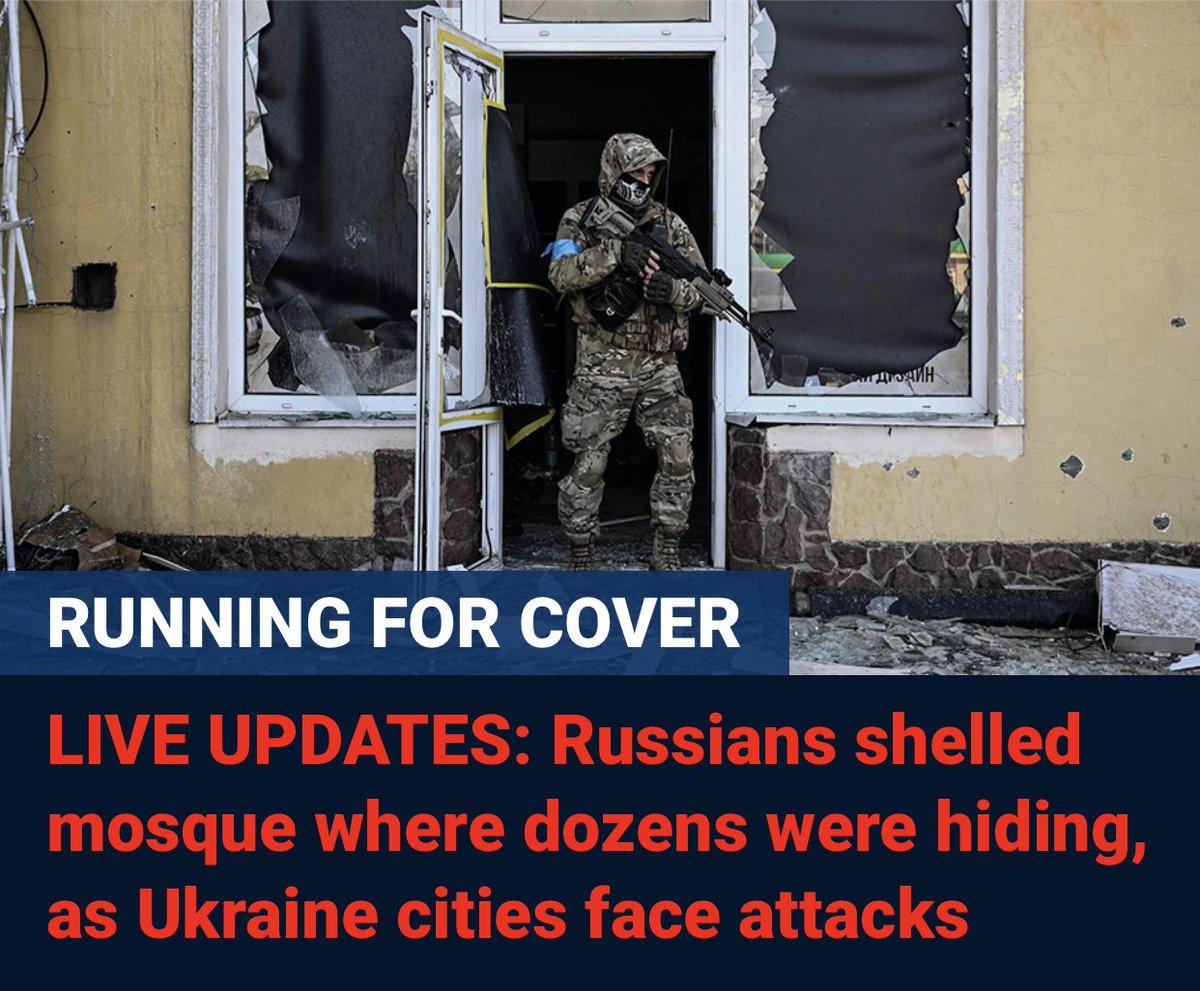 RUNNING FOR COVER
LIVE UPDATES: Russians shelled
mosque where dozens were hiding,
as Ukraine cities face attacks